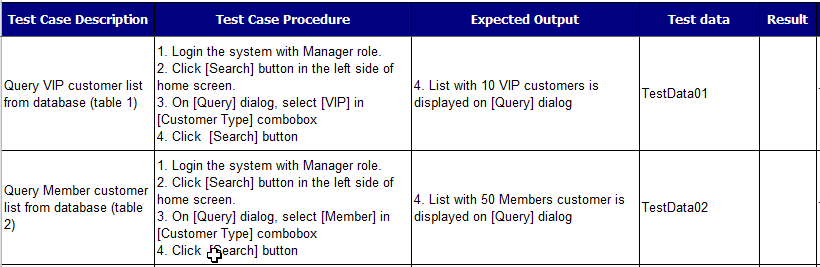 Test Case Description
Test Case Procedure
Expected Output
Test data
Result
Query VIP customer list
from database (table 1)
1. Login the system with Manager role.
2. Click [Search] button in the left side of
home screen.
3. On [Query] dialog, select [VIP] in
[Customer Type] combobox
4. Click  [Search] button
4. List with 10 VIP customers is
displayed on [Query] dialog
TestData01
Query Member customer
list from database (table
2)
1. Login the system with Manager role.
2. Click [Search] button in the left side of
home screen.
3. On [Query] dialog, select [Member] in
[Customer Type] combobox
4. Click  [Search] button
4. List with 50 Members customer is
displayed on [Query] dialog
TestData02